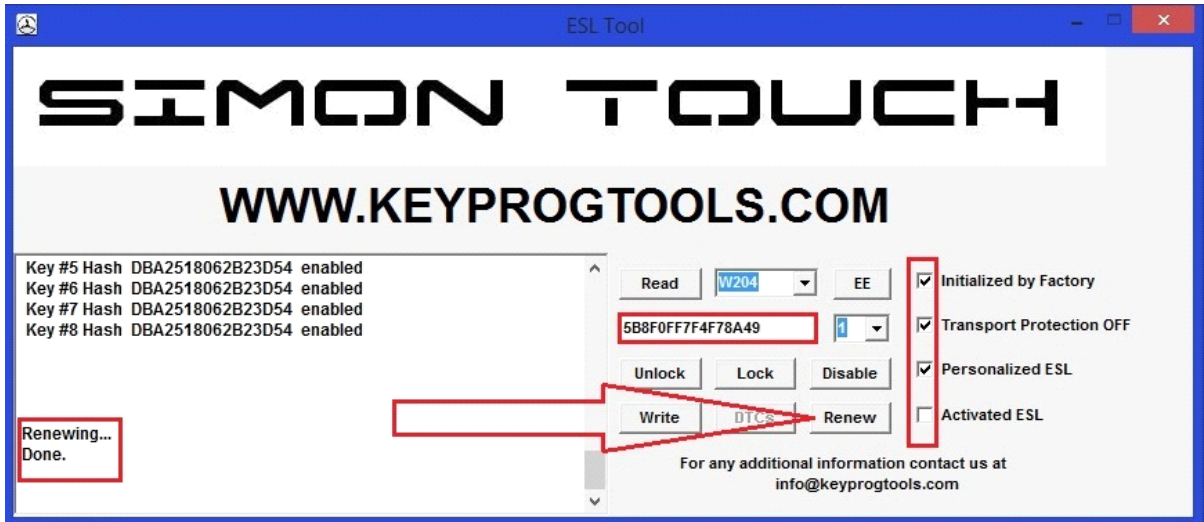 ESL Tool
SIMON TOUCH
WWW.KEYPROGTOOLS.COM
Key #5 Hash DBA2518062B23D54 enabled
Key #6 Hash DBA2518062B23D54 enabled
Key #7 Hash DBA2518062B23D54 enabled
Key #8 Hash DBA2518062B23D54 enabled
Renewing...
Done.
Read W204 EE
5B8F0FF7F4F78A49 1
Unlock Lock Disable
Write DTCs Renew
Initialized by Factory
Transport Protection OFF
Personalized ESL
Activated ESL
For any additional information contact us at
info@keyprogtools.com